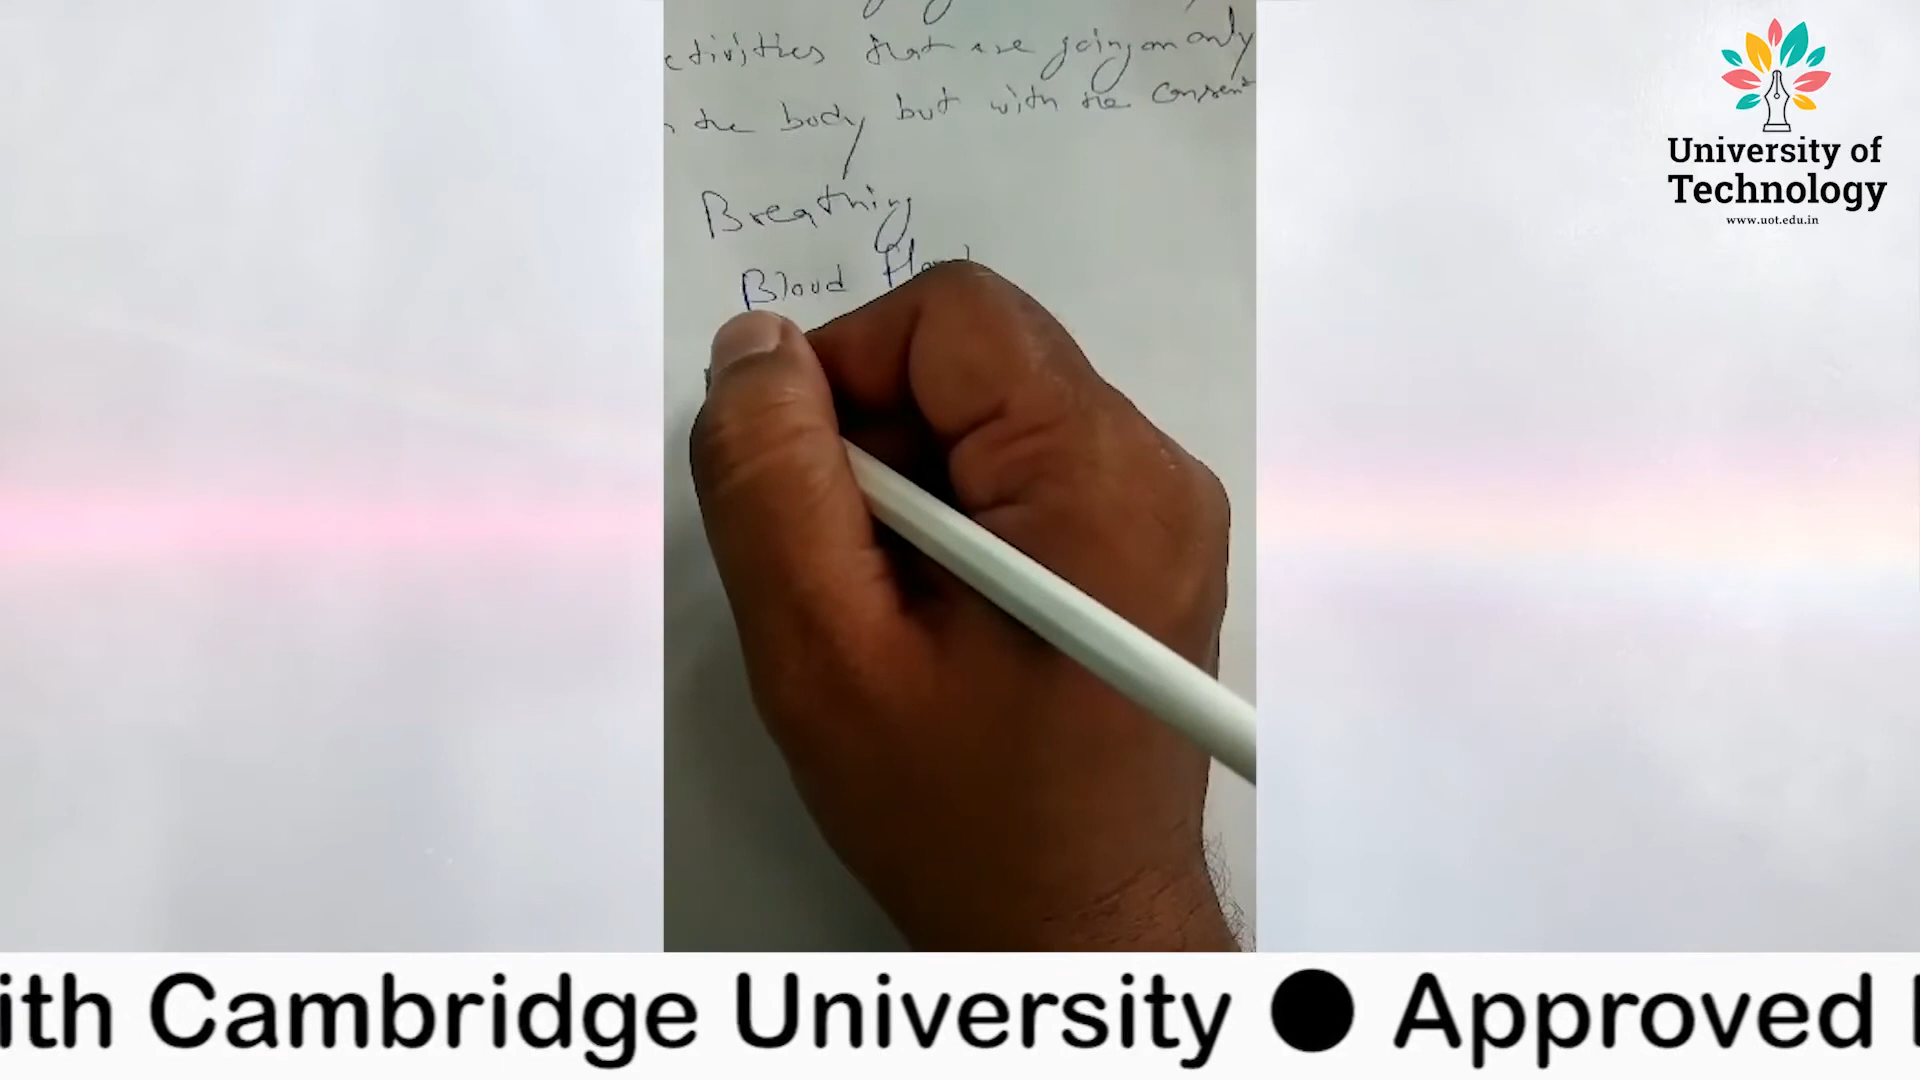 ctivities that are going on only
the body but with the consent
Breathing
Blood
University of
Technology
www.uot.edu.in
ith Cambridge University ● Approved